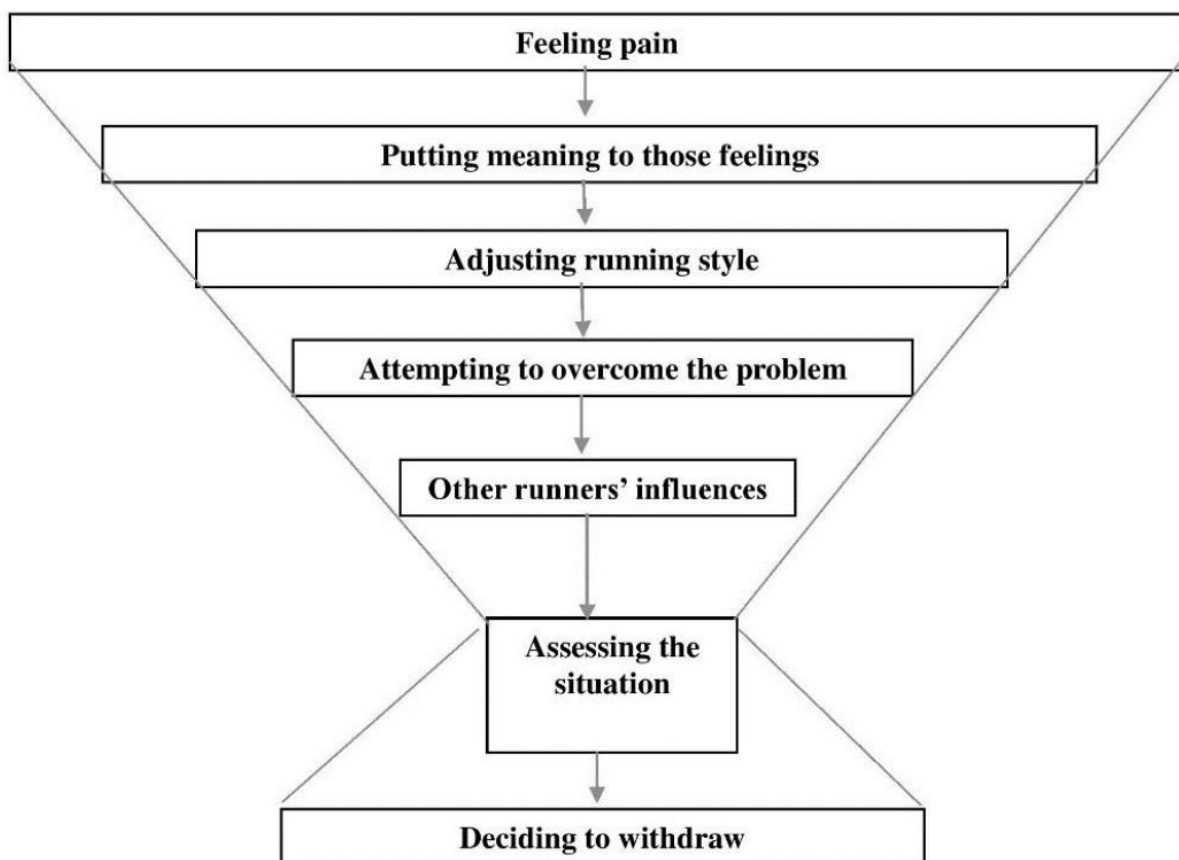 Feeling pain
Putting meaning to those feelings
Adjusting running style
Attempting to overcome the problem
Other runners’ influences
Assessing the
situation
Deciding to withdraw